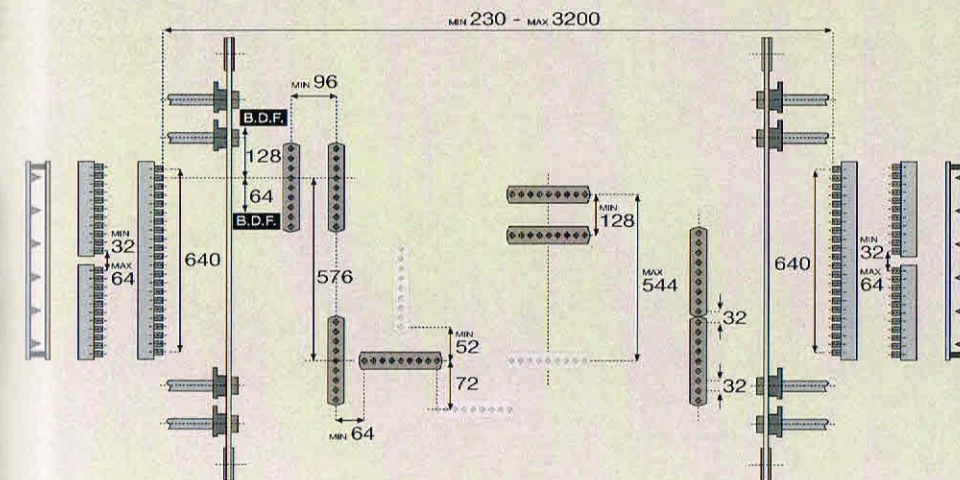 MIN 230 - MAX 3200
MIN 96
B.D.F.
128
64
B.D.F.
MIN
128
MIN
32
MAX
64
640
576
MAX
544
640
MIN
32
MAX
64
32
MIN
52
72
32
MIN 64